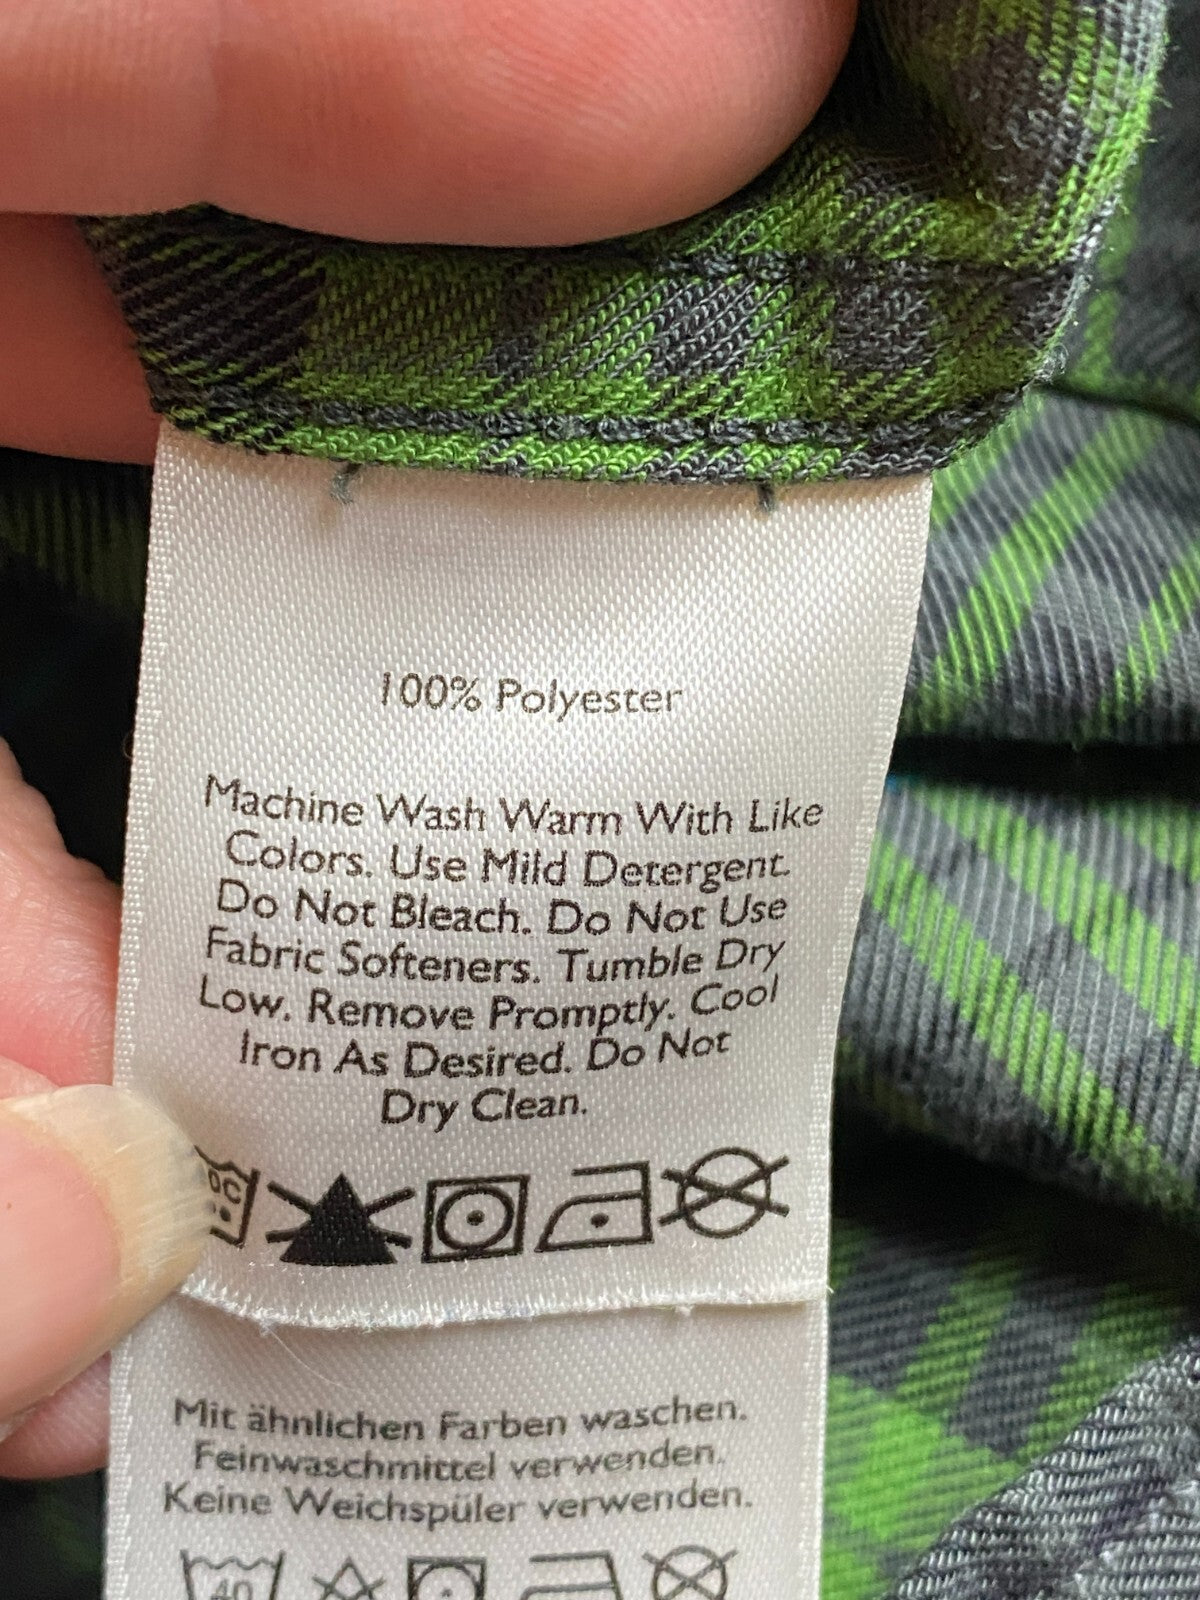 100% Polyester
Machine Wash Warm With Like
Colors. Use Mild Detergent.
Do Not Bleach. Do Not Use
Fabric Softeners. Tumble Dry
Low. Remove Promptly. Cool
Iron As Desired. Do Not
Dry Clean.
Mit ähnlichen Farben waschen.
Feinwaschmittel verwenden.
Keine Weichspüler verwenden.
40